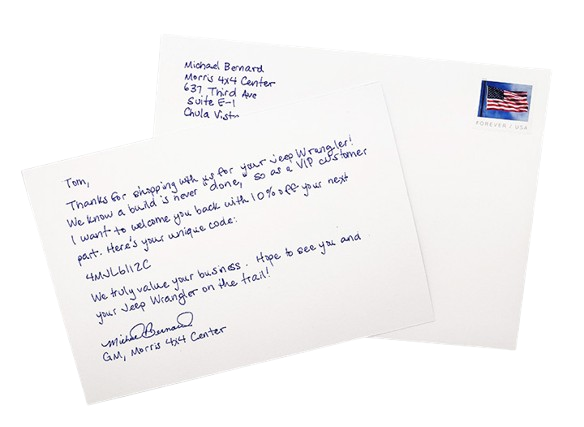 Michael Bernard
Morris 4x4 Center
637 Third Ave
Suite E-1
Chula Vista
FOREVER / USA
Tom,
Thanks for shopping with us for your Jeep Wrangler!
We know a build is never "done," so as a VIP customer
I want to welcome you back with 10% off your next
part. Here's your unique code:
4MJL6112C
We truly value your business. Hope to see you and
your Jeep Wrangler on the trail!
Michael Bernard
GM, Morris 4x4 Center